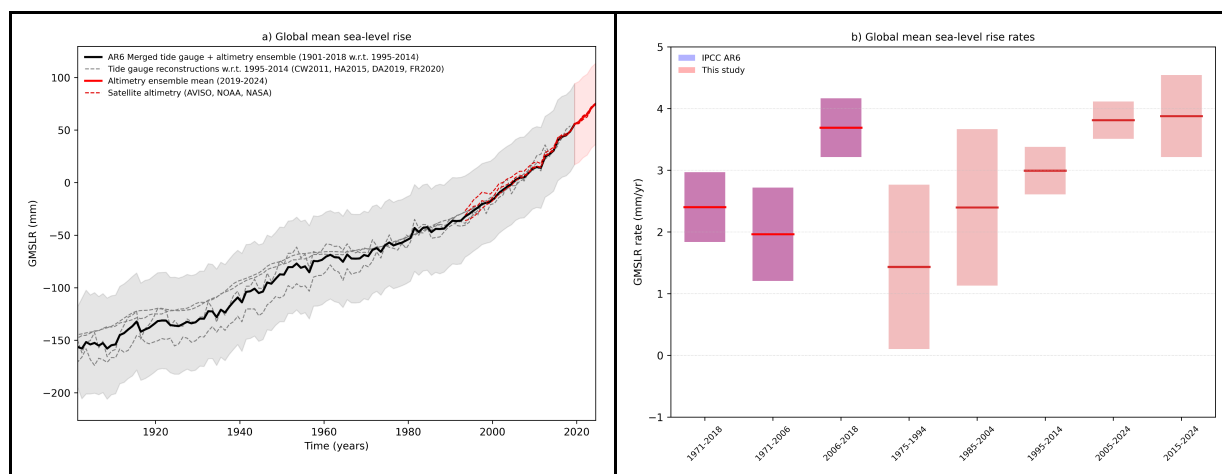 a) Global mean sea-level rise
AR6 Merged tide gauge + altimetry ensemble (1901-2018 w.r.t. 1995-2014)
Tide gauge reconstructions w.r.t. 1995-2014 (CW2011, HA2015, DA2019, FR2020)
Altimetry ensemble mean (2019-2024)
Satellite altimetry (AVISO, NOAA, NASA)
GMSLR (mm)
100
50
0
−50
−100
−150
−200
1920
1940
1960
1980
2000
2020
Time (years)
b) Global mean sea-level rise rates
IPCC AR6
This study
GMSLR rate (mm/yr)
5
4
3
2
1
0
−1
1971-2018
1971-2006
2006-2018
1975-1994
1985-2004
1995-2014
2005-2024
2015-2024